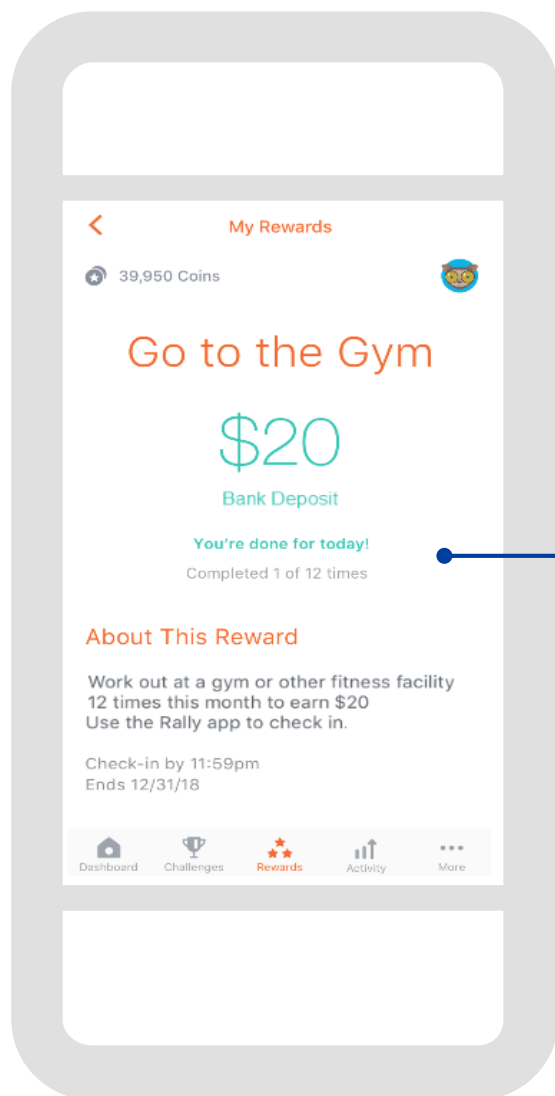 My Rewards
39,950 Coins
Go to the Gym
$20
Bank Deposit
You're done for today!
Completed 1 of 12 times
About This Reward
Work out at a gym or other fitness facility
12 times this month to earn $20
Use the Rally app to check in.
Check-in by 11:59pm
Ends 12/31/18
Dashboard Challenges Rewards Activity More